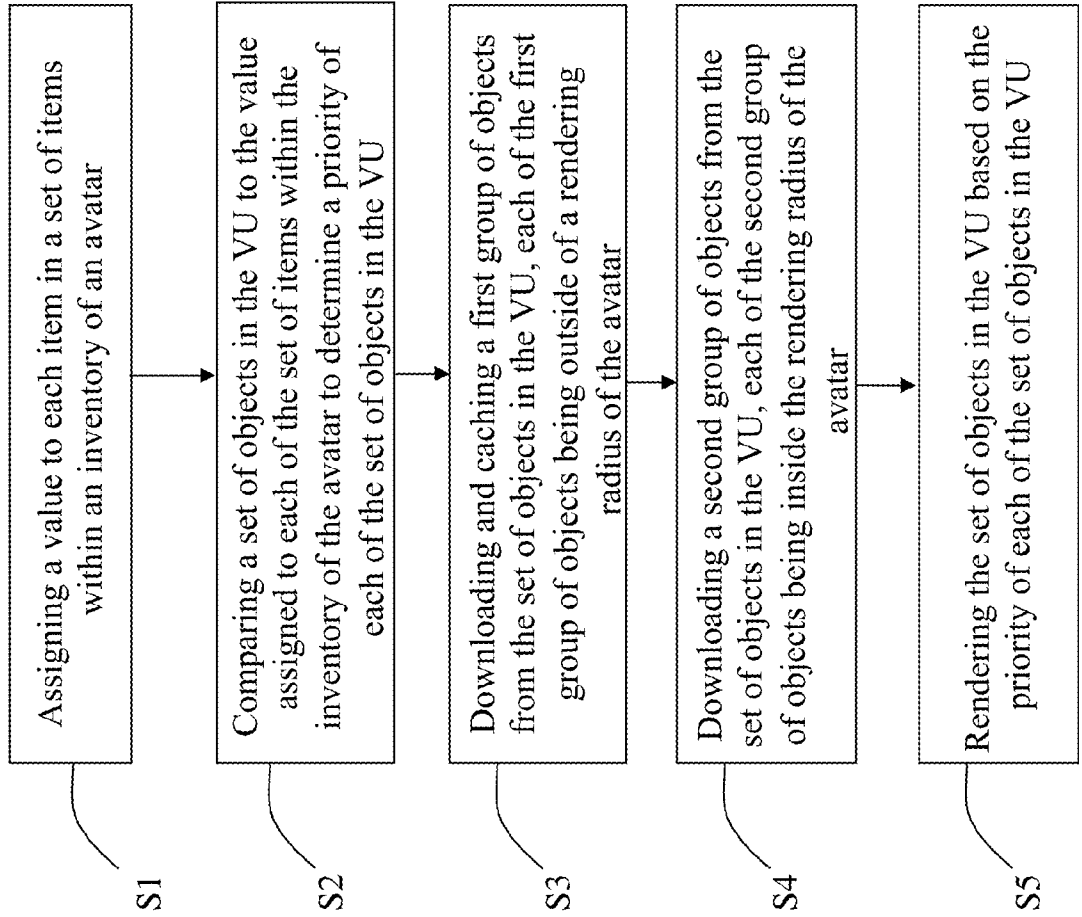 S1
Assigning a value to each item in a set of items
within an inventory of an avatar
S2
Comparing a set of objects in the VU to the value
assigned to each of the set of items within the
inventory of the avatar to determine a priority of
each of the set of objects in the VU
S3
Downloading and caching a first group of objects
from the set of objects in the VU, each of the first
group of objects being outside of a rendering
radius of the avatar
S4
Downloading a second group of objects from the
set of objects in the VU, each of the second group
of objects being inside the rendering radius of the
avatar
S5
Rendering the set of objects in the VU based on the
priority of each of the set of objects in the VU